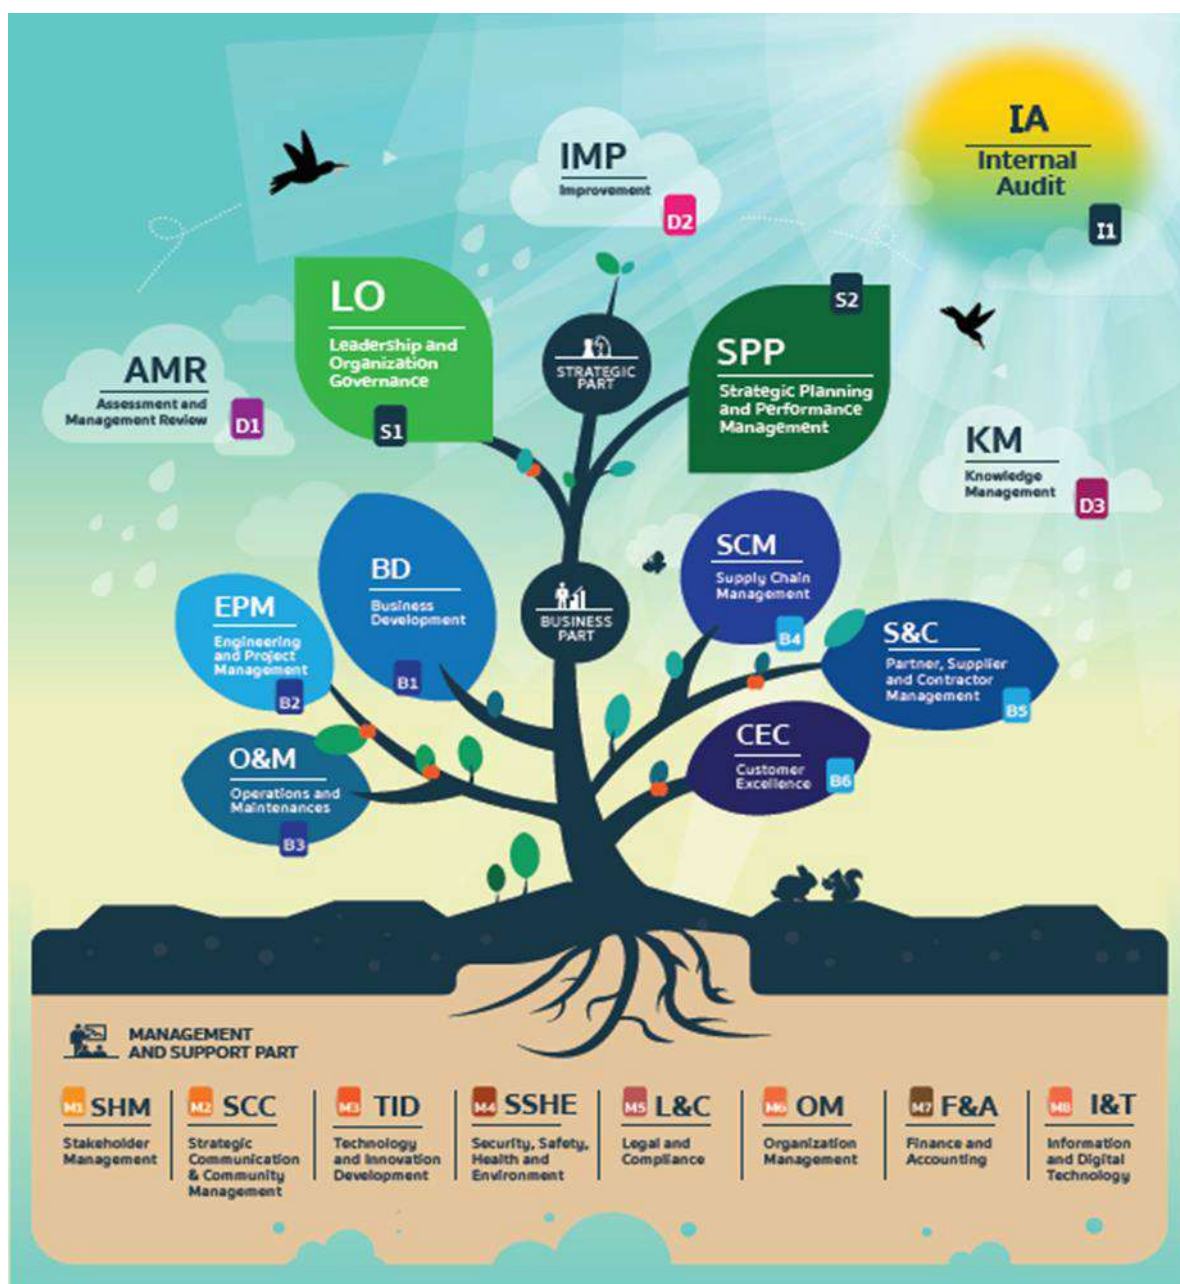 IMP
Improvement
D2
IA
Internal
Audit
I1
LO
Leadership and
Organization
Governance
S1
STRATEGIC
PART
S2
SPP
Strategic Planning
and Performance
Management
AMR
Assessment and
Management Review
D1
KM
Knowledge
Management
D3
BD
Business
Development
B1
EPM
Engineering
and Project
Management
B2
O&M
Operations and
Maintenances
B3
BUSINESS
PART
SCM
Supply Chain
Management
B4
S&C
Partner, Supplier
and Contractor
Management
B5
CEC
Customer
Excellence
B6
MANAGEMENT
AND SUPPORT PART
M1 SHM
Stakeholder
Management
M2 SCC
Strategic
Communication
& Community
Management
M3 TID
Technology
and Innovation
Development
M4 SSHE
Security, Safety,
Health and
Environment
M5 L&C
Legal and
Compliance
M6 OM
Organization
Management
M7 F&A
Finance and
Accounting
M8 I&T
Information
and Digital
Technology